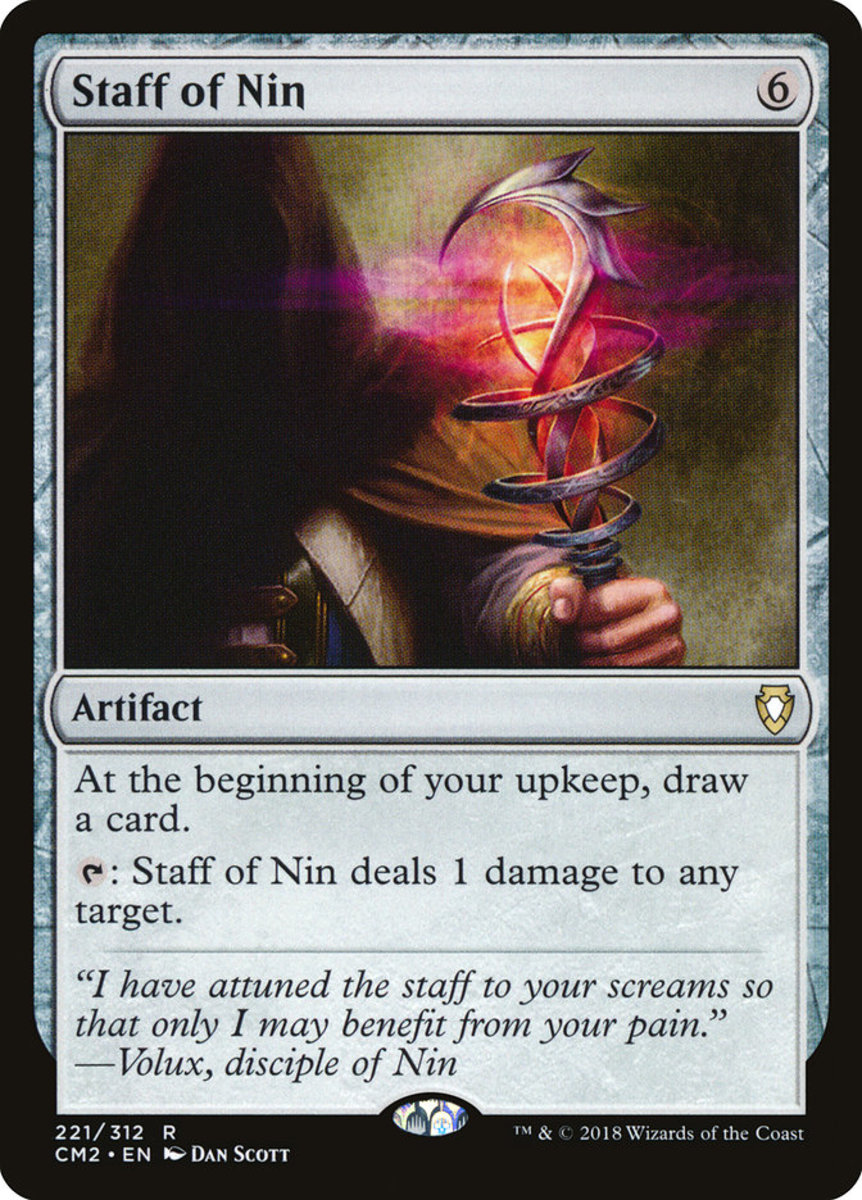 Staff of Nin 6
Artifact
At the beginning of your upkeep, draw
a card.
: Staff of Nin deals 1 damage to any
target.
“I have attuned the staff to your screams so
that only I may benefit from your pain.”
—Volux, disciple of Nin
221/312 R
CM2 • EN Dan Scott
™ & © 2018 Wizards of the Coast